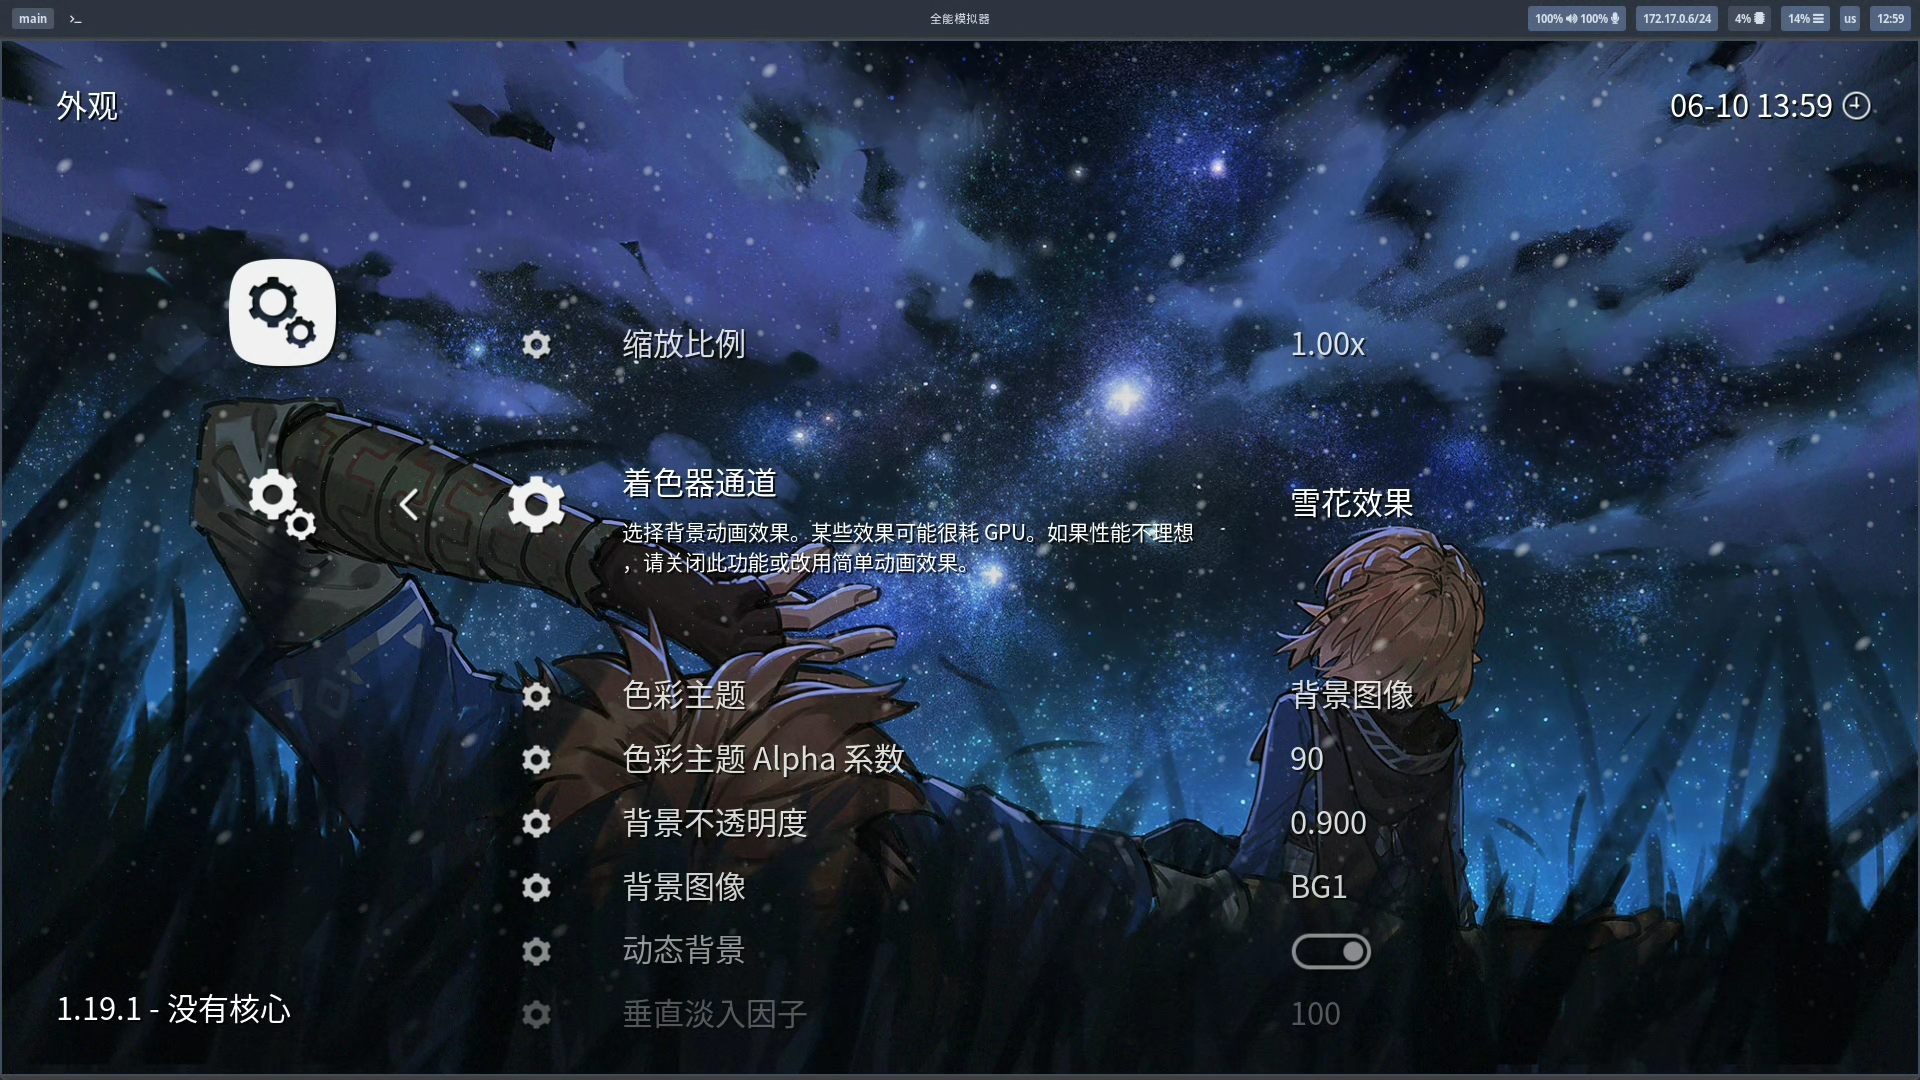 main
全能模拟器
100% 100%
172.17.0.6/24
4%
14%
us
12:59
外观
06-10 13:59
缩放比例
1.00x
着色器通道
选择背景动画效果。某些效果可能很耗 GPU。如果性能不理想
，请关闭此功能或改用简单动画效果。
雪花效果
色彩主题
背景图像
色彩主题 Alpha 系数
90
背景不透明度
0.900
背景图像
BG1
动态背景
垂直淡入因子
100
1.19.1 - 没有核心